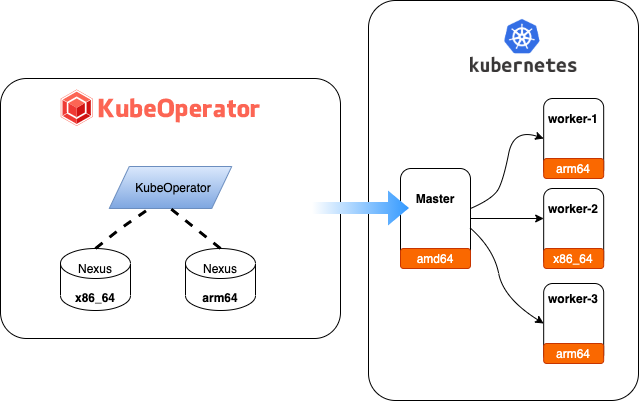 KubeOperator
KubeOperator
Nexus
x86_64
Nexus
arm64
kubernetes
Master
amd64
worker-1
arm64
worker-2
x86_64
worker-3
arm64